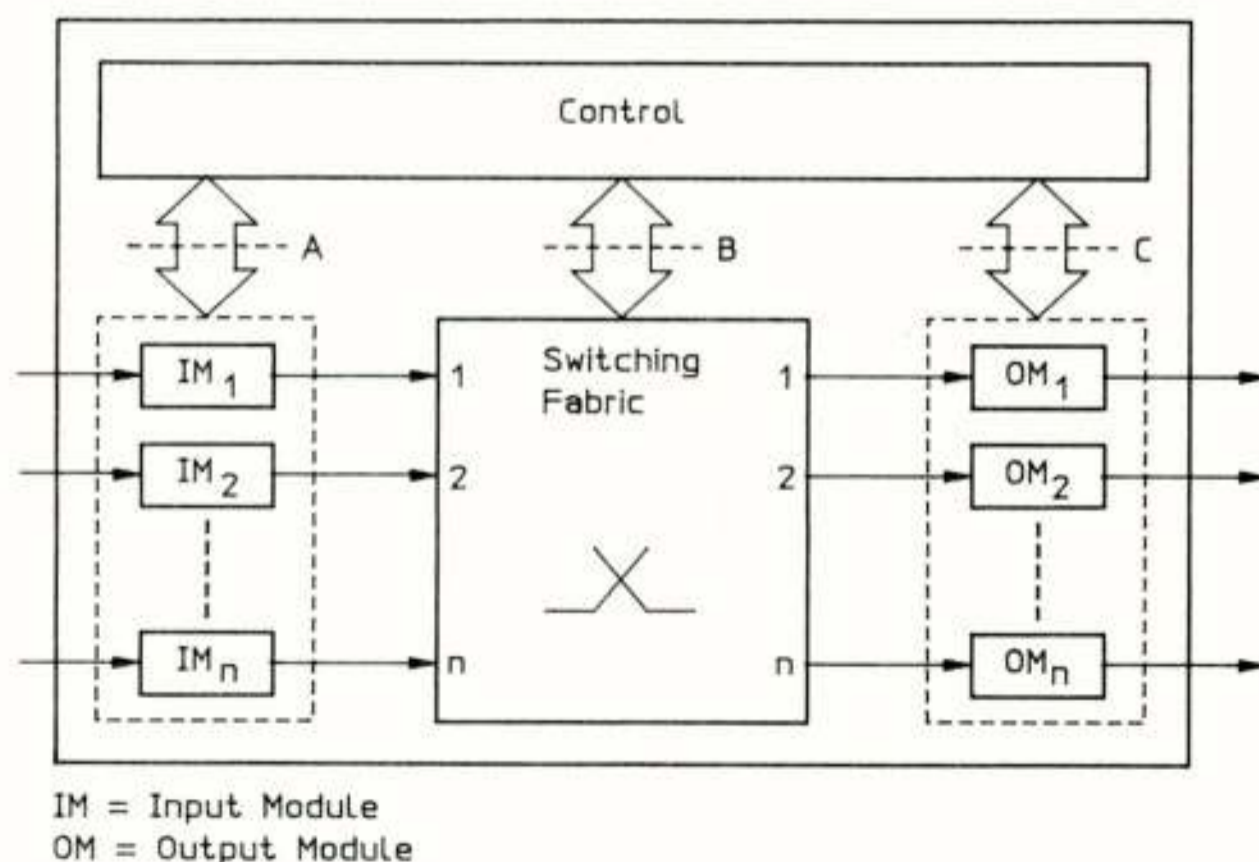 Control
A
B
C
IM1
1
Switching
Fabric
1
OM1
IM2
2
2
OM2
IMn
n
n
OMn
IM = Input Module
OM = Output Module